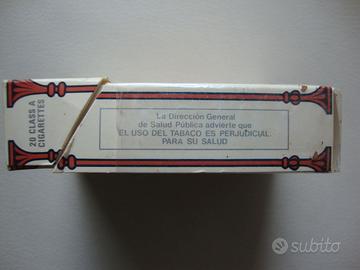 20 CLASS A
CIGARETTES
La Dirección General
de Salud Pública advierte que
EL USO DEL TABACO ES PERJUDICIAL
PARA SU SALUD
subito